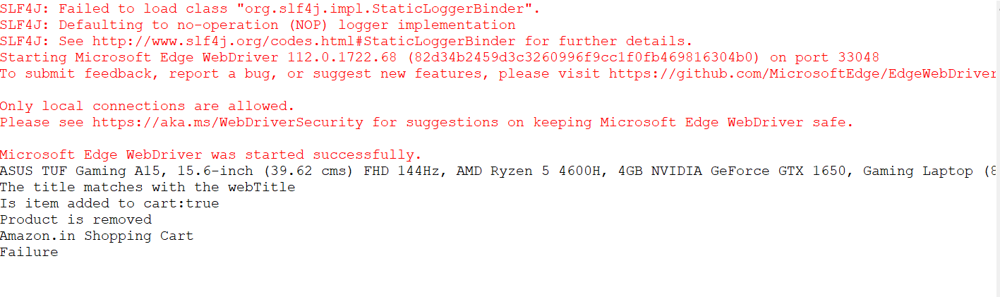 SLF4J: Failed to load class "org.slf4j.impl.StaticLoggerBinder".
SLF4J: Defaulting to no-operation (NOP) logger implementation
SLF4J: See http://www.slf4j.org/codes.html#StaticLoggerBinder for further details.
Starting Microsoft Edge WebDriver 112.0.1722.68 (82d34b2459d3c3260996f9cc1f0fb469816304b0) on port 33048
To submit feedback, report a bug, or suggest new features, please visit https://github.com/MicrosoftEdge/EdgeWebDriver
Only local connections are allowed.
Please see https://aka.ms/WebDriverSecurity for suggestions on keeping Microsoft Edge WebDriver safe.
Microsoft Edge WebDriver was started successfully.
ASUS TUF Gaming A15, 15.6-inch (39.62 cms) FHD 144Hz, AMD Ryzen 5 4600H, 4GB NVIDIA GeForce GTX 1650, Gaming Laptop (8
The title matches with the webTitle
Is item added to cart:true
Product is removed
Amazon.in Shopping Cart
Failure